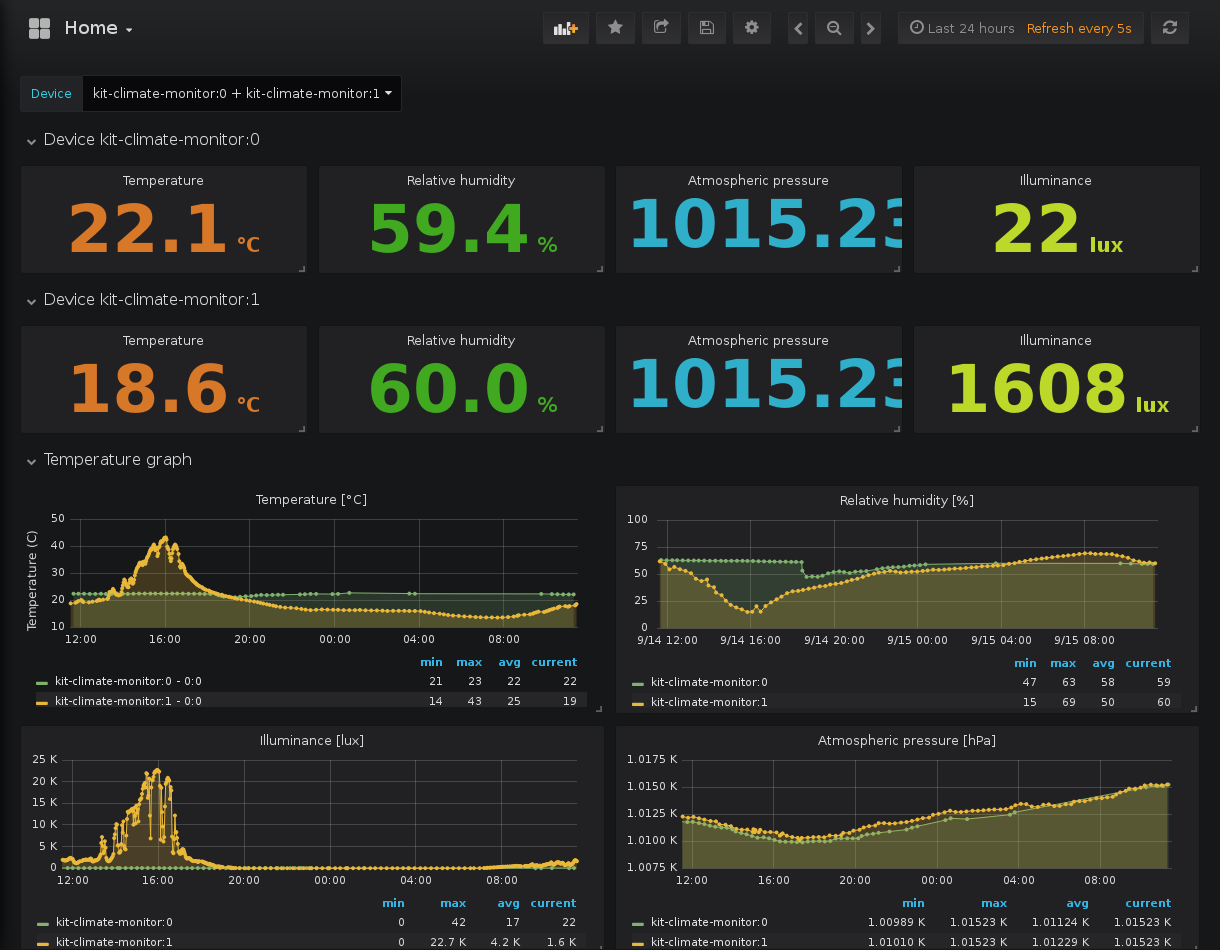 Home
Last 24 hours Refresh every 5s
Device kit-climate-monitor:0 + kit-climate-monitor:1
Device kit-climate-monitor:0
Temperature Relative humidity Atmospheric pressure Illuminance
22.1 °C 59.4 % 1015.23 22 lux
Device kit-climate-monitor:1
Temperature Relative humidity Atmospheric pressure Illuminance
18.6 °C 60.0 % 1015.23 1608 lux
Temperature graph
Temperature [°C]
Temperature (C)
50
40
30
20
10
12:00 16:00 20:00 00:00 04:00 08:00
min max avg current
kit-climate-monitor:0 - 0:0 21 23 22 22
kit-climate-monitor:1 - 0:0 14 43 25 19
Relative humidity [%]
100
75
50
25
0
9/14 12:00 9/14 16:00 9/14 20:00 9/15 00:00 9/15 04:00 9/15 08:00
min max avg current
kit-climate-monitor:0 47 63 58 59
kit-climate-monitor:1 15 69 50 60
Illuminance [lux]
25 K
20 K
15 K
10 K
5 K
0
12:00 16:00 20:00 00:00 04:00 08:00
min max avg current
kit-climate-monitor:0 0 42 17 22
kit-climate-monitor:1 0 22.7 K 4.2 K 1.6 K
Atmospheric pressure [hPa]
1.0175 K
1.0150 K
1.0125 K
1.0100 K
1.0075 K
12:00 16:00 20:00 00:00 04:00 08:00
min max avg current
kit-climate-monitor:0 1.00989 K 1.01523 K 1.01124 K 1.01523 K
kit-climate-monitor:1 1.01010 K 1.01523 K 1.01229 K 1.01523 K